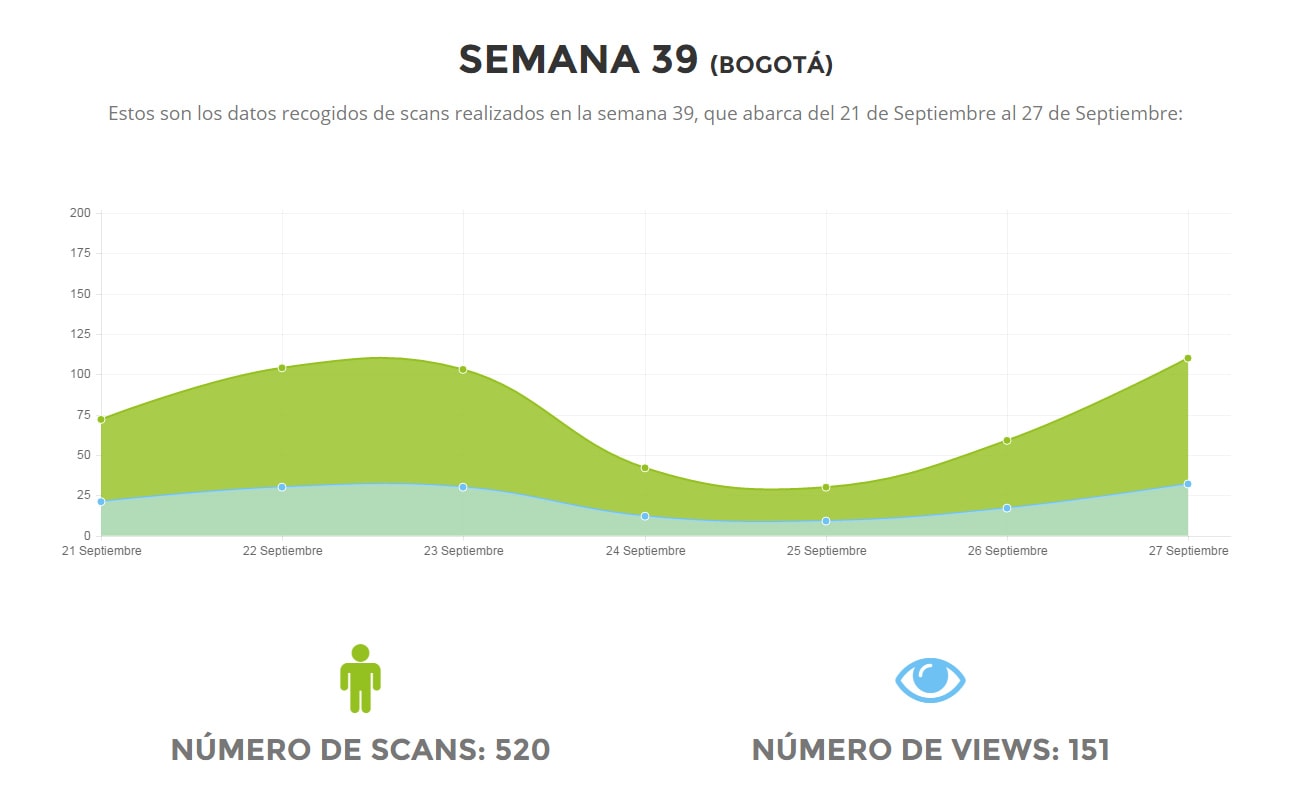 SEMANA 39 (BOGOTÁ)
Estos son los datos recogidos de scans realizados en la semana 39, que abarca del 21 de Septiembre al 27 de Septiembre:
200
175
150
125
100
75
50
25
0
21 Septiembre 22 Septiembre 23 Septiembre 24 Septiembre 25 Septiembre 26 Septiembre 27 Septiembre
NÚMERO DE SCANS: 520 NÚMERO DE VIEWS: 151